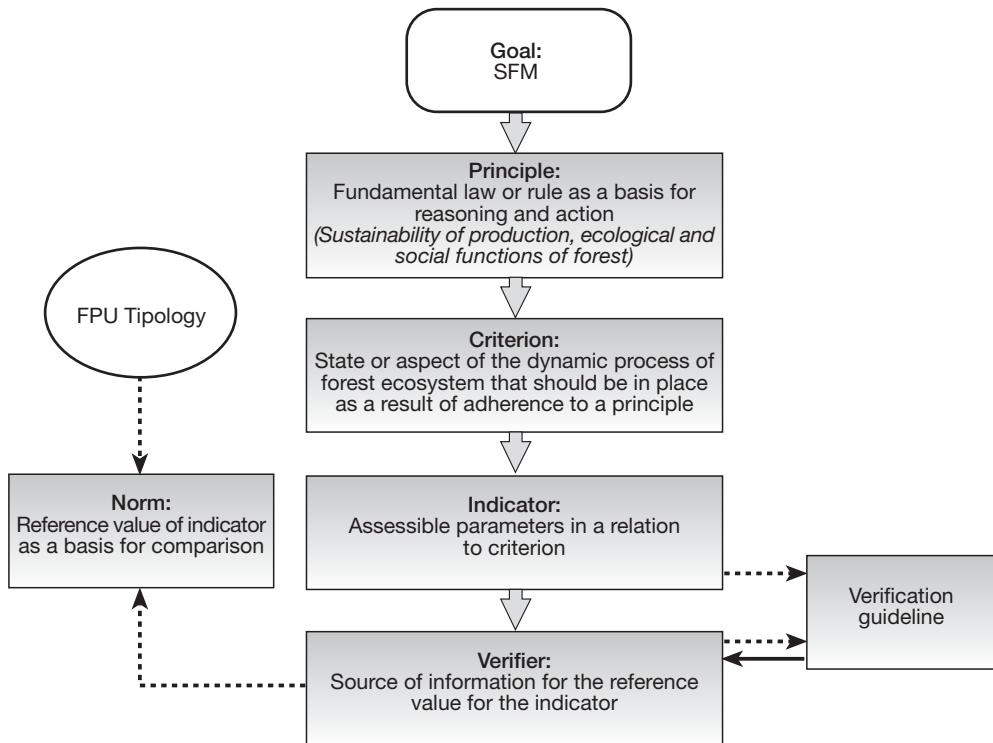 Goal:
SFM
Principle:
Fundamental law or rule as a basis for
reasoning and action
(Sustainability of production, ecological and
social functions of forest)
FPU Tipology
Criterion:
State or aspect of the dynamic process of
forest ecosystem that should be in place
as a result of adherence to a principle
Norm:
Reference value of indicator
as a basis for comparison
Indicator:
Assessible parameters in a relation
to criterion
Verification
guideline
Verifier:
Source of information for the reference
value for the indicator